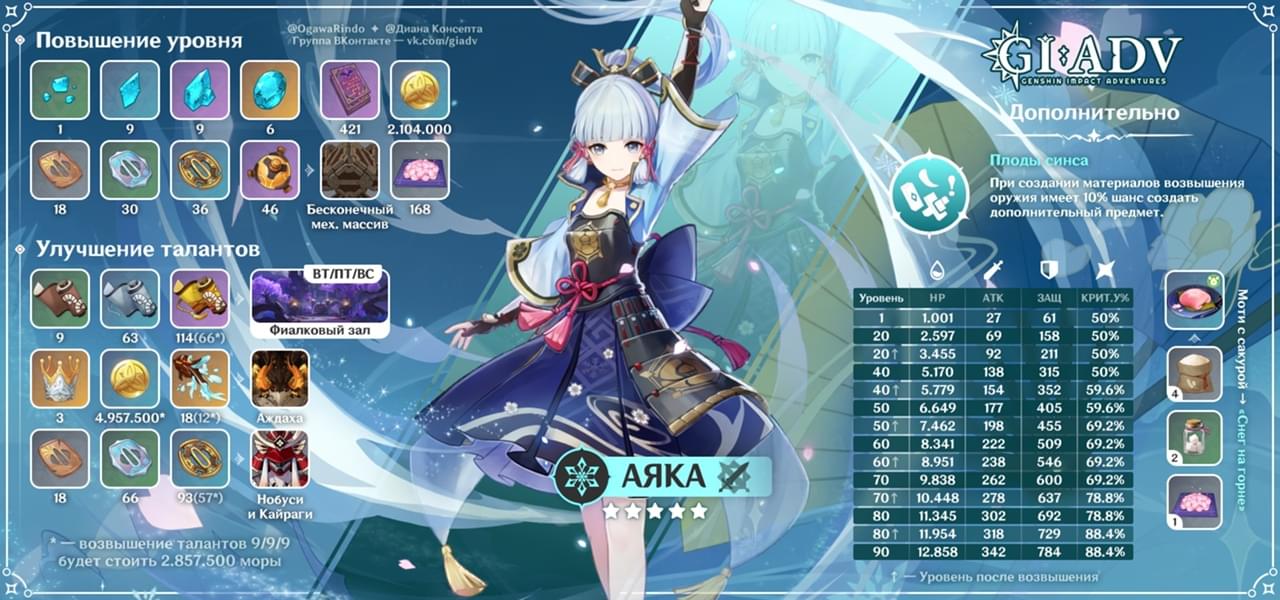 @OgawaRindo ✦ @Диана Консепта
Группа ВКонтакте — vk.com/giadv
Повышение уровня
1 9 9 6 421 2.104.000
18 30 36 46 Бесконечный мех. массив 168
Улучшение талантов
9 63 114(66*)
ВТ/ПТ/ВС
Фиалковый зал
3 4.957.500* 18(12*) Аждаха
18 66 93(57*) Нобуси
и Кайраги
* — возвышение талантов 9/9/9
будет стоить 2.857.500 моры
АЯКА
GI:ADV
GENSHIN IMPACT ADVENTURES
Дополнительно
Плоды синса
При создании материалов возвышения
оружия имеет 10% шанс создать
дополнительный предмет.
Уровень HP АТК ЗАЩ КРИТ.У%
1 1.001 27 61 50%
20 2.597 69 158 50%
20↑ 3.455 92 211 50%
40 5.170 138 315 50%
40↑ 5.779 154 352 59.6%
50 6.649 177 405 59.6%
50↑ 7.462 198 455 69.2%
60 8.341 222 509 69.2%
60↑ 8.951 238 546 69.2%
70 9.838 262 600 69.2%
70↑ 10.448 278 637 78.8%
80 11.345 302 692 78.8%
80↑ 11.954 318 729 88.4%
90 12.858 342 784 88.4%
↑ — Уровень после возвышения
4
2
1
Моти с сакурой → «Снег на горне»